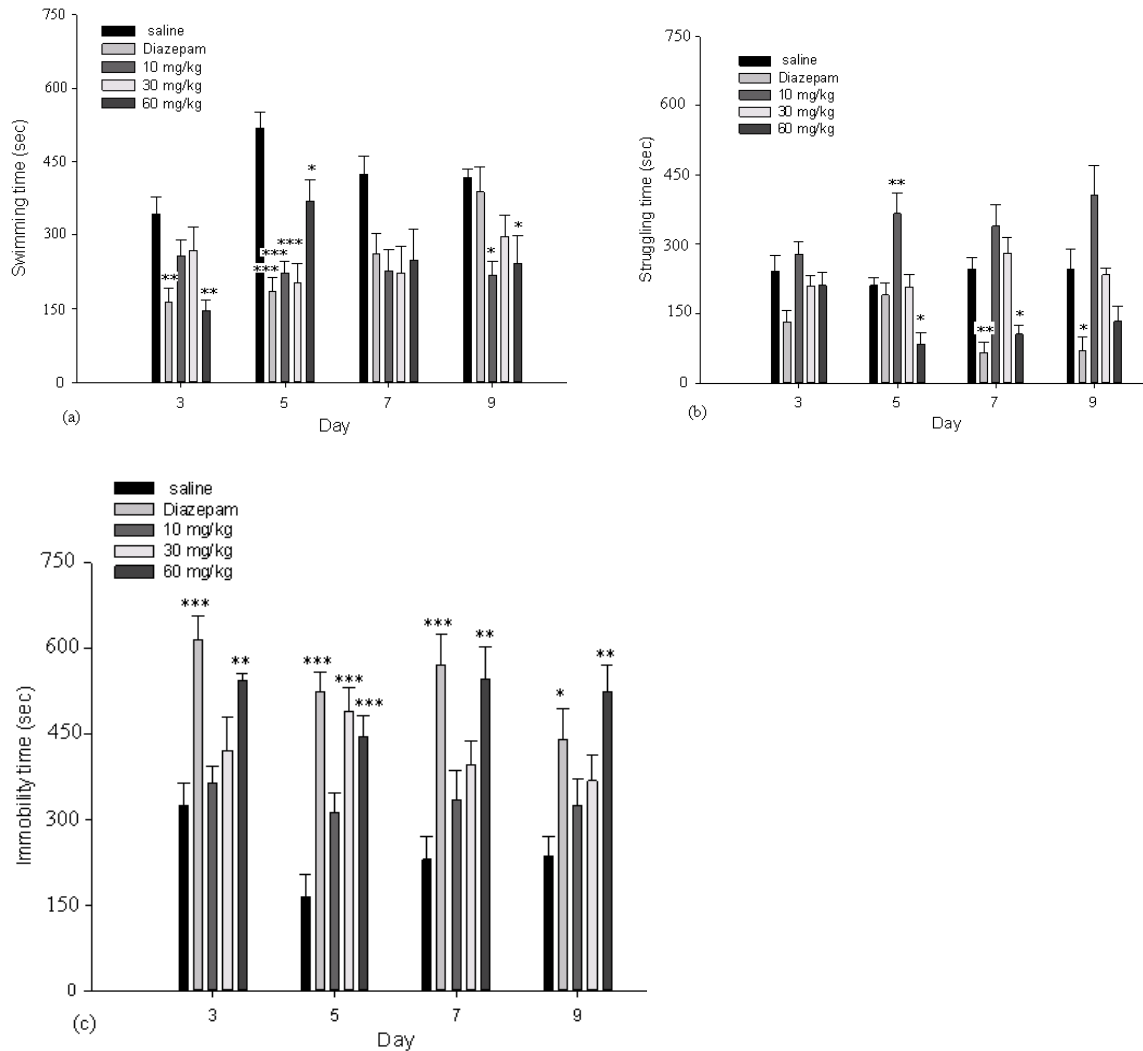 750
600
450
300
150
0
Swimming time (sec)
saline
Diazepam
10 mg/kg
30 mg/kg
60 mg/kg
**
**
***
***
***
*
*
*
3 5 7 9
(a)
Day
750
600
450
300
150
0
Struggling time (sec)
saline
Diazepam
10 mg/kg
30 mg/kg
60 mg/kg
**
*
**
*
*
3 5 7 9
(b)
Day
saline
Diazepam
10 mg/kg
30 mg/kg
60 mg/kg
750
600
450
300
150
0
Immobility time (sec)
***
**
***
***
***
***
**
*
**
3 5 7 9
(c)
Day